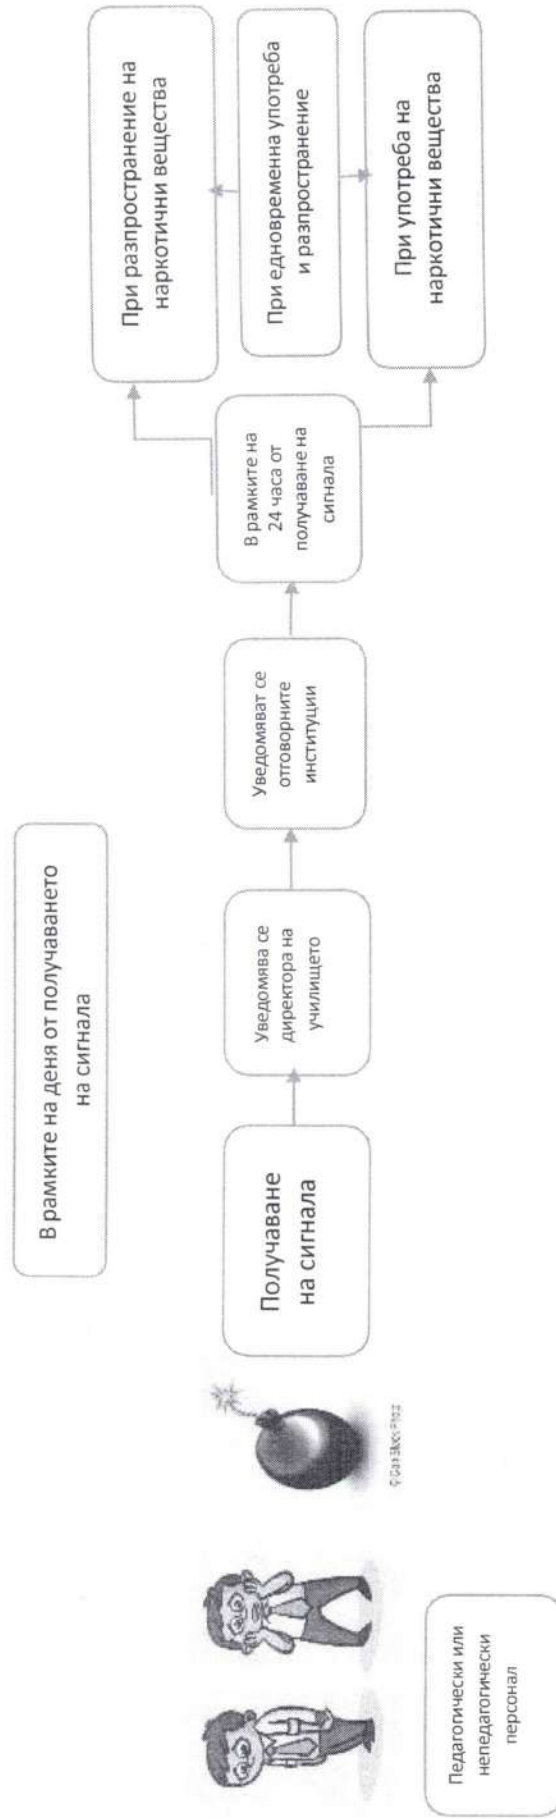 В рамките на деня от получаването
на сигнала
Педагогически или
непедагогически
персонал
Получаване
на сигнала
Уведомява се
директора на
училището
Уведомяват се
отговорните
институции
В рамките на
24 часа от
получаване на
сигнала
При разпространение на
наркотични вещества
При едновременна употреба
и разпространение
При употреба на
наркотични вещества